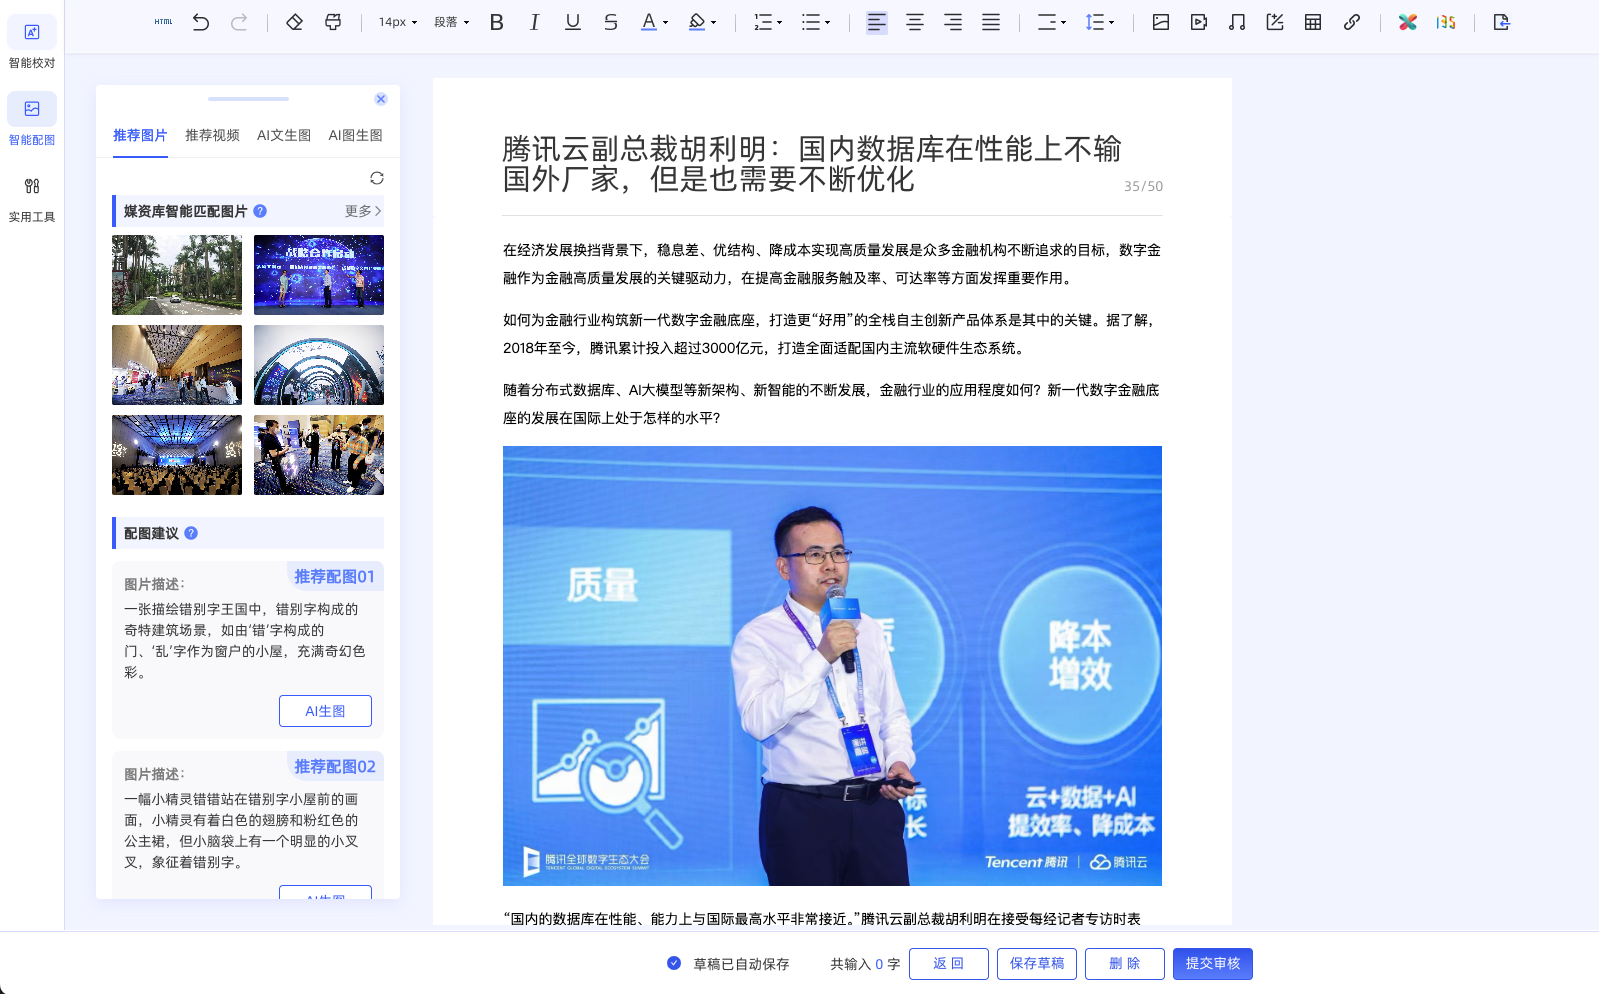 HTML
14px
段落
智能校对
智能配图
实用工具
推荐图片
推荐视频
AI文生图
AI图生图
媒资库智能匹配图片
更多
配图建议
推荐配图01
图片描述：
一张描绘错别字王国中，错别字构成的
奇特建筑场景，如由‘错’字构成的
门、‘乱’字作为窗户的小屋，充满奇幻色
彩。
AI生图
推荐配图02
图片描述：
一幅小精灵错错站在错别字小屋前的画
面，小精灵有着白色的翅膀和粉红色的
公主裙，但小脑袋上有一个明显的小叉
叉，象征着错别字。
AI生图
腾讯云副总裁胡利明：国内数据库在性能上不输
国外厂家，但是也需要不断优化
35/50
在经济发展换挡背景下，稳息差、优结构、降成本实现高质量发展是众多金融机构不断追求的目标，数字金
融作为金融高质量发展的关键驱动力，在提高金融服务触及率、可达率等方面发挥重要作用。
如何为金融行业构筑新一代数字金融底座，打造更“好用”的全栈自主创新产品体系是其中的关键。据了解，
2018年至今，腾讯累计投入超过3000亿元，打造全面适配国内主流软硬件生态系统。
随着分布式数据库、AI大模型等新架构、新智能的不断发展，金融行业的应用程度如何？新一代数字金融底
座的发展在国际上处于怎样的水平？
质量
降本
增效
云+数据+AI
提效率、降成本
腾讯全球数字生态大会
TENCENT GLOBAL DIGITAL ECOSYSTEM SUMMIT
Tencent 腾讯
腾讯云
“国内的数据库在性能、能力上与国际最高水平非常接近。”腾讯云副总裁胡利明在接受每经记者专访时表
草稿已自动保存
共输入 0 字
返 回
保存草稿
删 除
提交审核